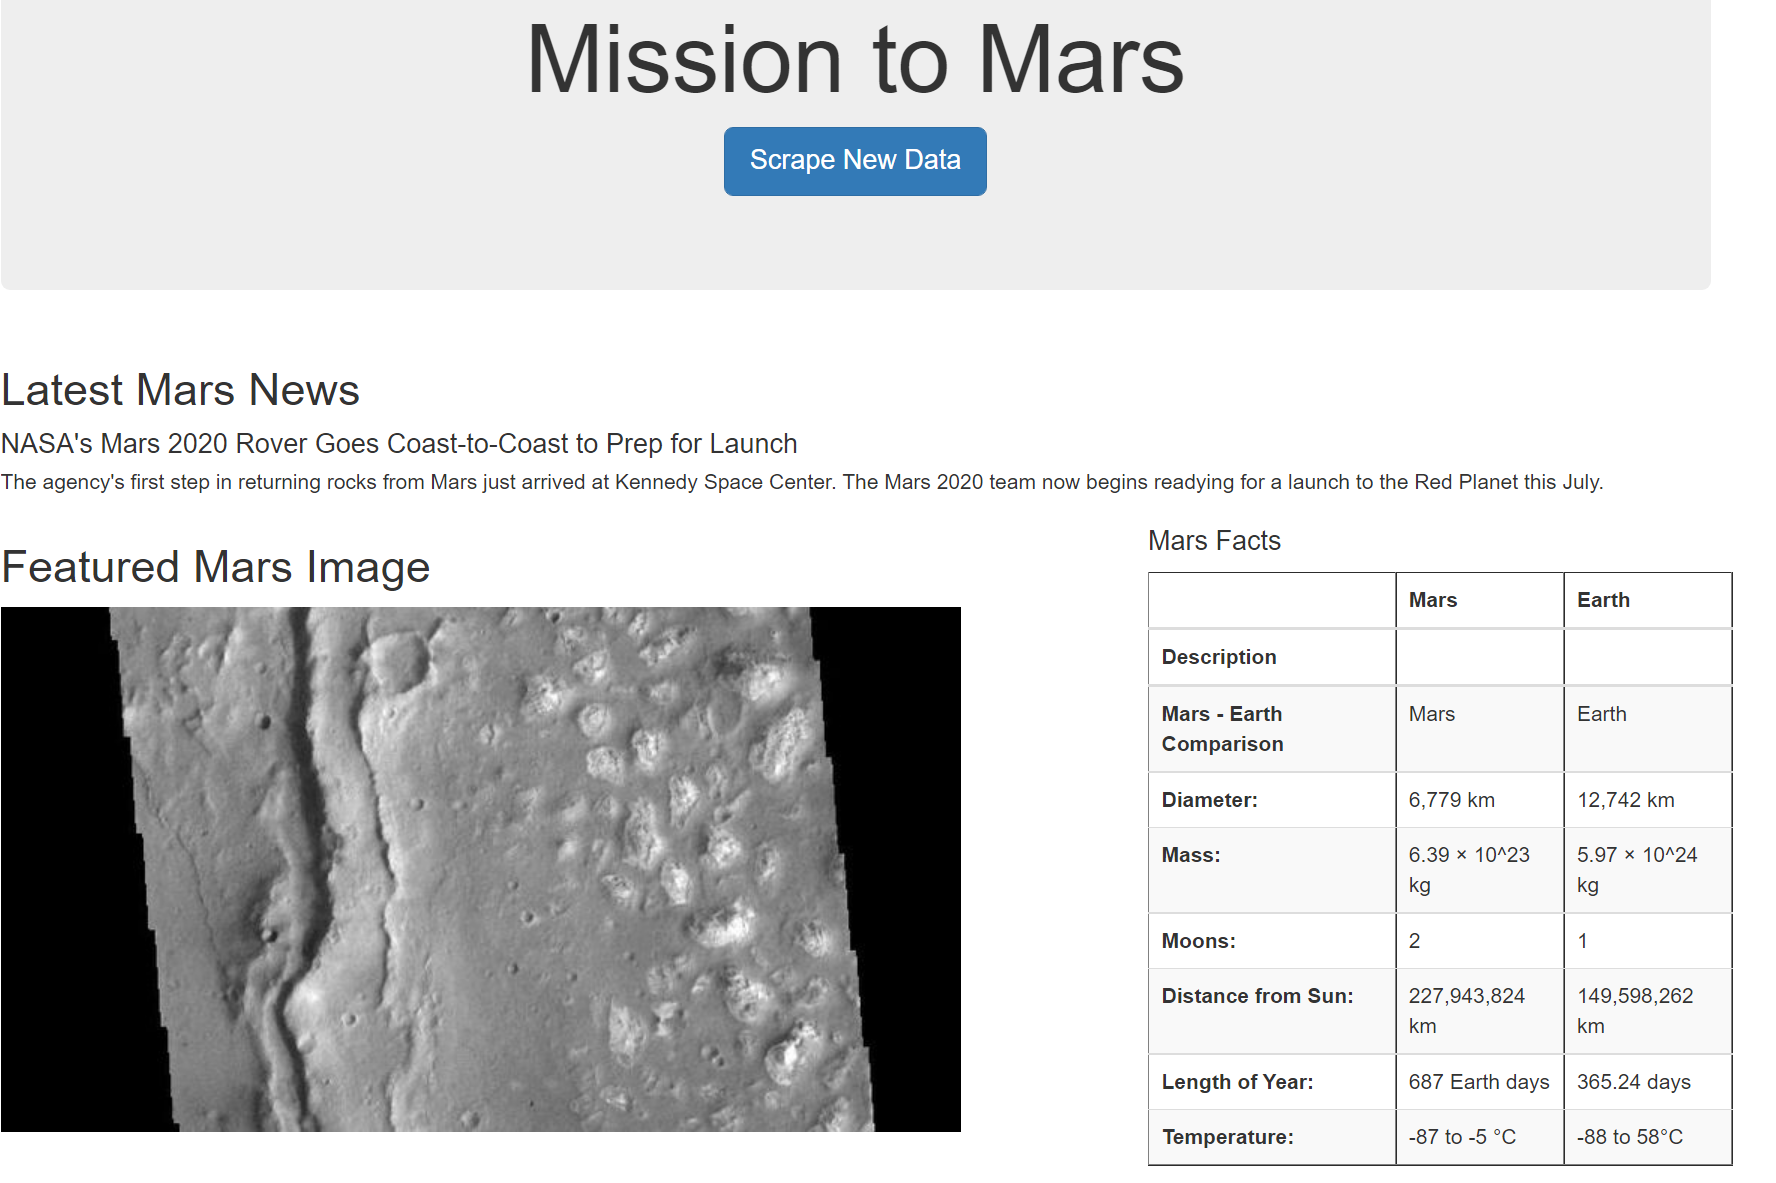 Mission to Mars
Scrape New Data
Latest Mars News
NASA's Mars 2020 Rover Goes Coast-to-Coast to Prep for Launch
The agency's first step in returning rocks from Mars just arrived at Kennedy Space Center. The Mars 2020 team now begins readying for a launch to the Red Planet this July.
Featured Mars Image
Mars Facts
Mars Earth
Description
Mars - Earth Mars Earth
Comparison
Diameter: 6,779 km 12,742 km
Mass: 6.39 × 10^23 5.97 × 10^24
kg kg
Moons: 2 1
Distance from Sun: 227,943,824 149,598,262
km km
Length of Year: 687 Earth days 365.24 days
Temperature: -87 to -5 °C -88 to 58°C